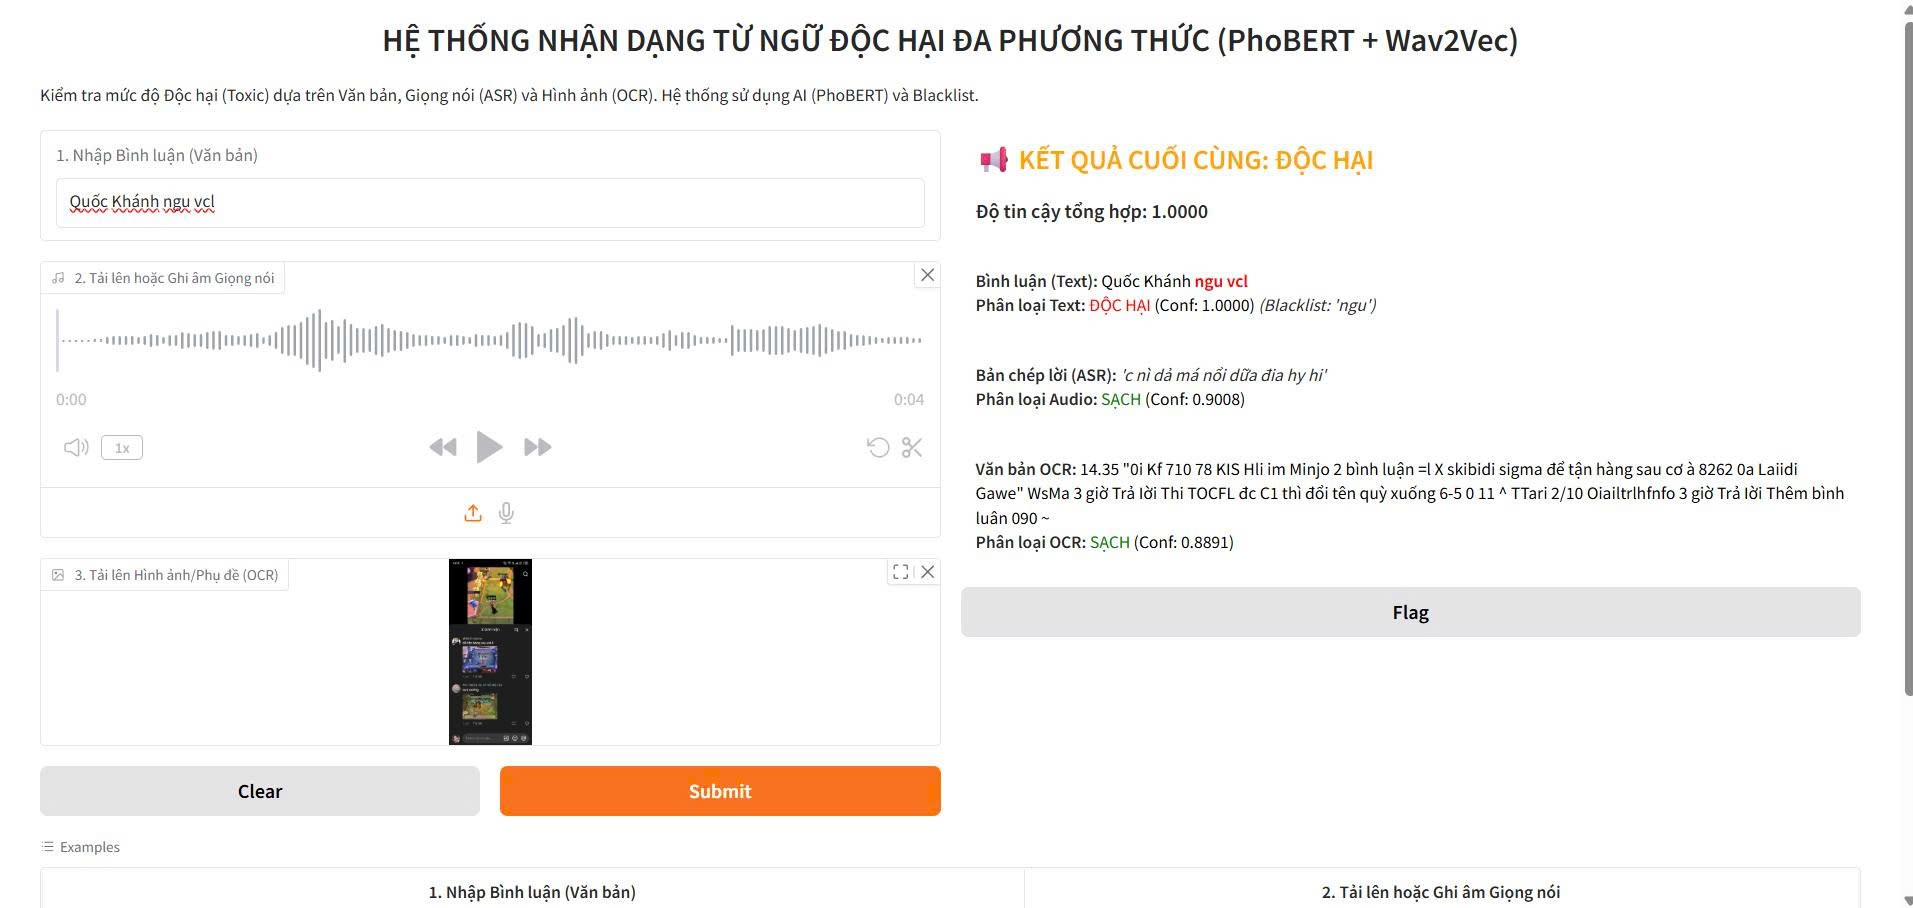 HỆ THỐNG NHẬN DẠNG TỪ NGỮ ĐỘC HẠI ĐA PHƯƠNG THỨC (PhoBERT + Wav2Vec)
Kiểm tra mức độ Độc hại (Toxic) dựa trên Văn bản, Giọng nói (ASR) và Hình ảnh (OCR). Hệ thống sử dụng AI (PhoBERT) và Blacklist.
1. Nhập Bình luận (Văn bản)
Quốc Khánh ngu vcl
2. Tải lên hoặc Ghi âm Giọng nói
0:00
0:04
1x
3. Tải lên Hình ảnh/Phụ đề (OCR)
Clear
Submit
KẾT QUẢ CUỐI CÙNG: ĐỘC HẠI
Độ tin cậy tổng hợp: 1.0000
Bình luận (Text): Quốc Khánh ngu vcl
Phân loại Text: ĐỘC HẠI (Conf: 1.0000) (Blacklist: 'ngu')
Bản chép lời (ASR): 'c nì dả má nổi dữa đia hy hi'
Phân loại Audio: SẠCH (Conf: 0.9008)
Văn bản OCR: 14.35 "0i Kf 710 78 KIS Hli im Minjo 2 bình luận =l X skibidi sigma để tận hàng sau cơ à 8262 0a Laiidi
Gawe" WsMa 3 giờ Trả lời Thi TOCFL đc C1 thì đổi tên quỳ xuống 6-5 0 11 ^ TTari 2/10 Oiailtrlhfnfo 3 giờ Trả lời Thêm bình
luân 090 ~
Phân loại OCR: SẠCH (Conf: 0.8891)
Flag
Examples
1. Nhập Bình luận (Văn bản)
2. Tải lên hoặc Ghi âm Giọng nói